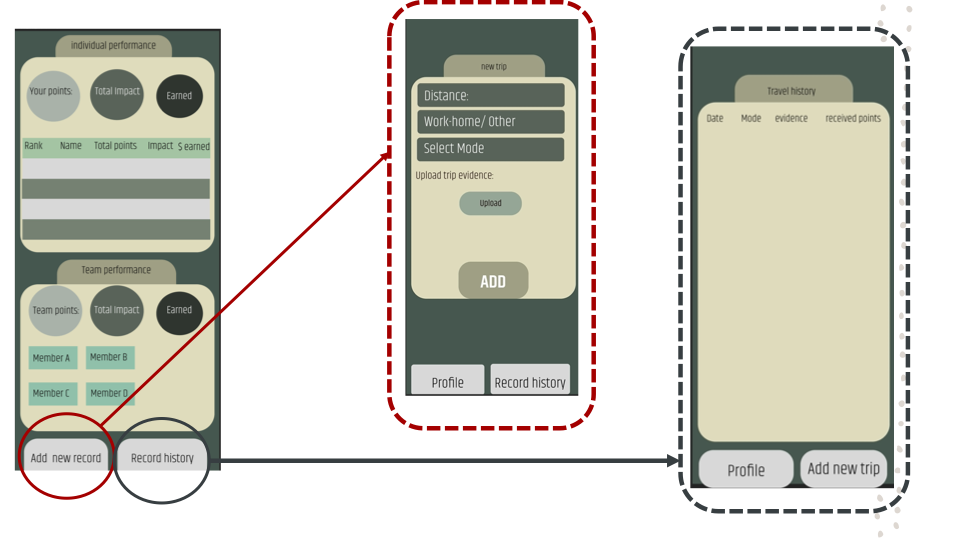 individual performance
Your points:
Total Impact
Earned
Rank Name Total points Impact $ earned
Team performance
Team points:
Total Impact
Earned
Member A Member B
Member C Member D
Add new record Record history
new trip
Distance:
Work-home/ Other
Select Mode
Upload trip evidence:
Upload
ADD
Profile Record history
Travel history
Date Mode evidence received points
Profile Add new trip